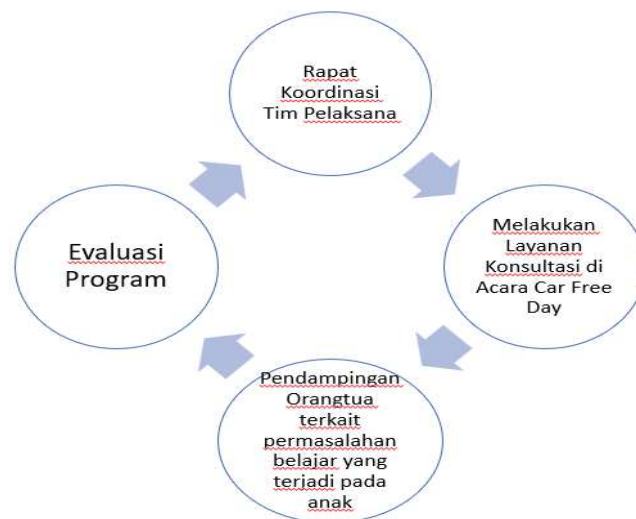 Rapat
Koordinasi
Tim Pelaksana
Melakukan
Layanan
Konsultasi di
Acara Car Free
Day
Pendampingan
Orangtua
terkait
permasalahan
belajar yang
terjadi pada
anak
Evaluasi
Program